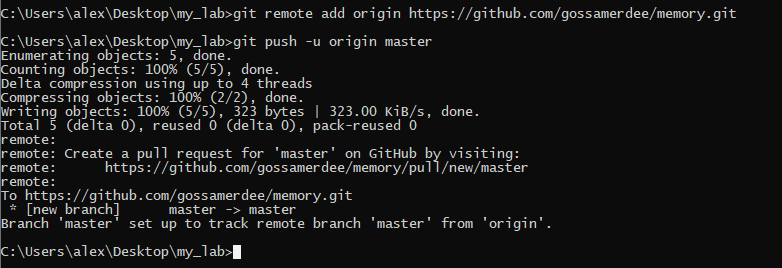 C:\Users\alex\Desktop\my_lab>git remote add origin https://github.com/gossamerdee/memory.git
C:\Users\alex\Desktop\my_lab>git push -u origin master
Enumerating objects: 5, done.
Counting objects: 100% (5/5), done.
Delta compression using up to 4 threads
Compressing objects: 100% (2/2), done.
Writing objects: 100% (5/5), 323 bytes | 323.00 KiB/s, done.
Total 5 (delta 0), reused 0 (delta 0), pack-reused 0
remote:
remote: Create a pull request for 'master' on GitHub by visiting:
remote:      https://github.com/gossamerdee/memory/pull/new/master
remote:
To https://github.com/gossamerdee/memory.git
 * [new branch]      master -> master
Branch 'master' set up to track remote branch 'master' from 'origin'.
C:\Users\alex\Desktop\my_lab>